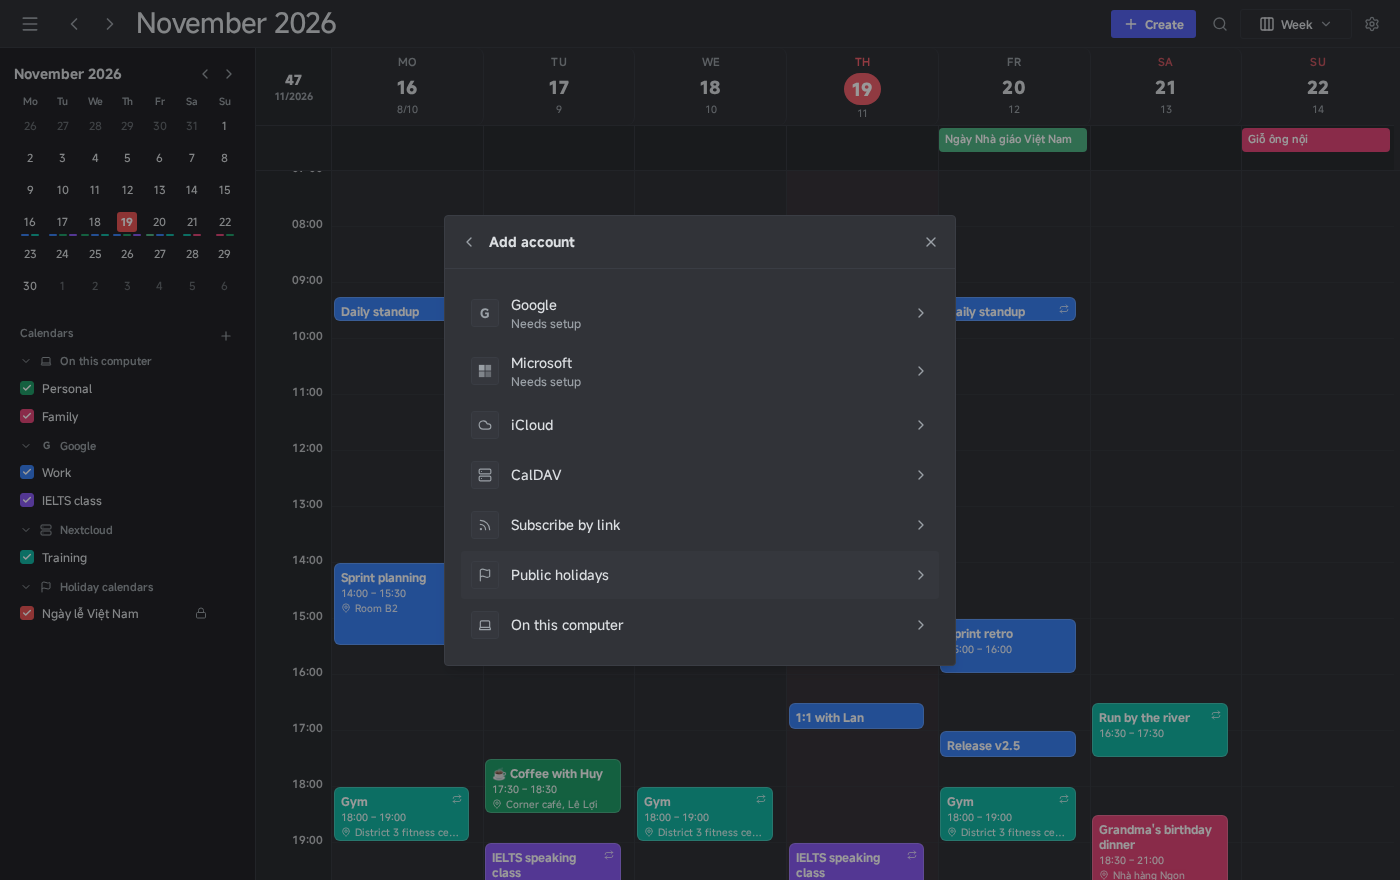 November 2026
Create
Week
November 2026
Mo Tu We Th Fr Sa Su
26 27 28 29 30 31 1
2 3 4 5 6 7 8
9 10 11 12 13 14 15
16 17 18 19 20 21 22
23 24 25 26 27 28 29
30 1 2 3 4 5 6
Calendars
On this computer
Personal
Family
G Google
Work
IELTS class
Nextcloud
Training
Holiday calendars
Ngày lễ Việt Nam
47
11/2026
MO
16
8/10
TU
17
9
WE
18
10
TH
19
11
FR
20
12
SA
21
13
SU
22
14
Ngày Nhà giáo Việt Nam
Giỗ ông nội
08:00
09:00
10:00
11:00
12:00
13:00
14:00
15:00
16:00
17:00
18:00
19:00
Daily standup
Sprint planning
14:00 – 15:30
Room B2
Gym
18:00 – 19:00
District 3 fitness ce...
☕ Coffee with Huy
17:30 – 18:30
Corner café, Lê Lợi
IELTS speaking
class
Gym
18:00 – 19:00
District 3 fitness ce...
1:1 with Lan
IELTS speaking
class
aily standup
print retro
5:00 – 16:00
Release v2.5
Gym
18:00 – 19:00
District 3 fitness ce...
Run by the river
16:30 – 17:30
Grandma's birthday
dinner
18:30 – 21:00
Nhà hàng Ngon
Add account
G
Google
Needs setup
Microsoft
Needs setup
iCloud
CalDAV
Subscribe by link
Public holidays
On this computer